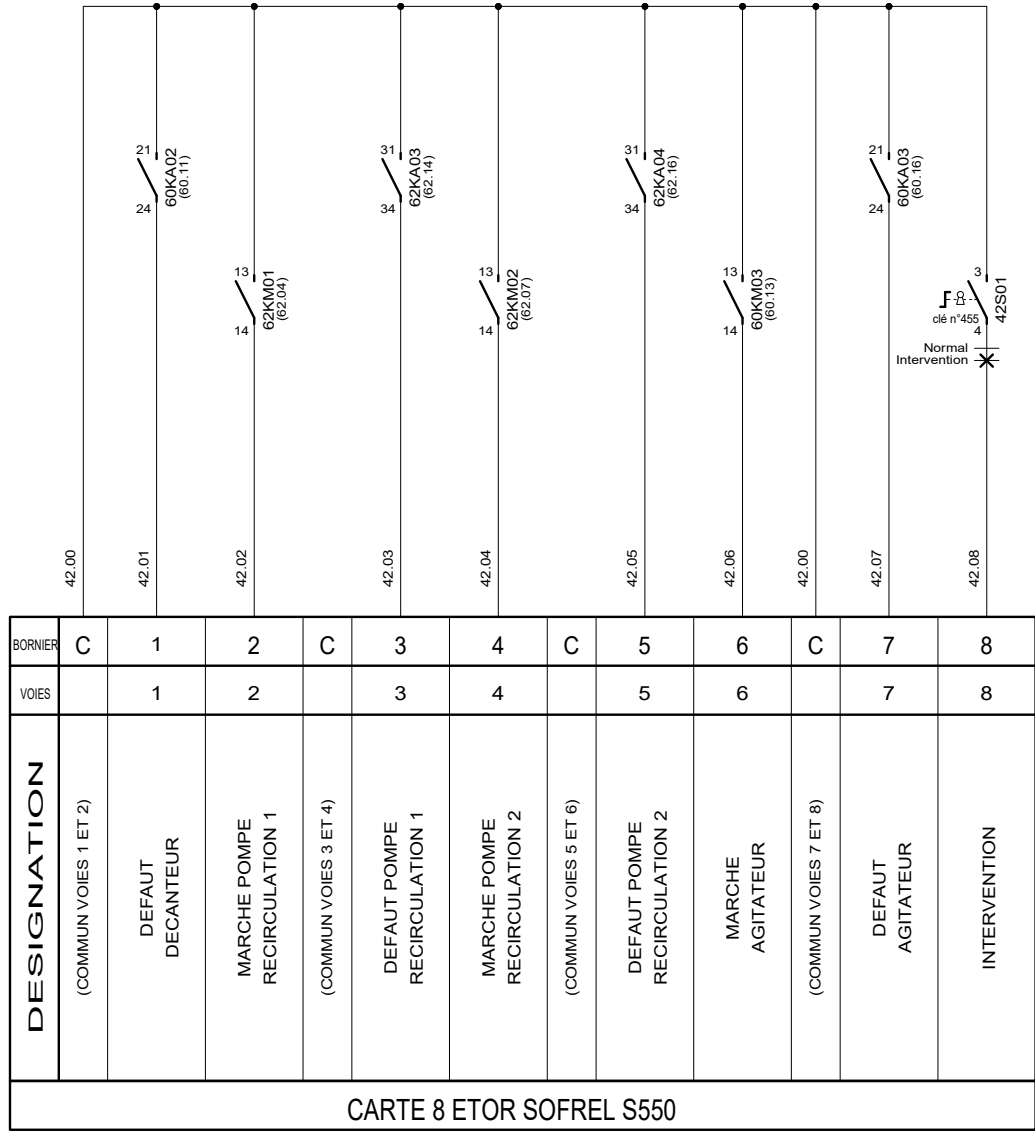 21
24
60KA02
(60.11)
31
34
62KA03
(62.14)
31
34
62KA04
(62.16)
21
24
60KA03
(60.16)
13
14
62KM01
(62.04)
13
14
62KM02
(62.07)
13
14
60KM03
(60.13)
3
clé n°455
4
42S01
Normal
Intervention
42.00
42.01
42.02
42.03
42.04
42.05
42.06
42.00
42.07
42.08
BORNIER C 1 2 C 3 4 C 5 6 C 7 8
VOIES 1 2 3 4 5 6 7 8
DESIGNATION
(COMMUN VOIES 1 ET 2)
DEFAUT
DECANTEUR
MARCHE POMPE
RECIRCULATION 1
(COMMUN VOIES 3 ET 4)
DEFAUT POMPE
RECIRCULATION 1
MARCHE POMPE
RECIRCULATION 2
(COMMUN VOIES 5 ET 6)
DEFAUT POMPE
RECIRCULATION 2
MARCHE
AGITATEUR
(COMMUN VOIES 7 ET 8)
DEFAUT
AGITATEUR
INTERVENTION
CARTE 8 ETOR SOFREL S550